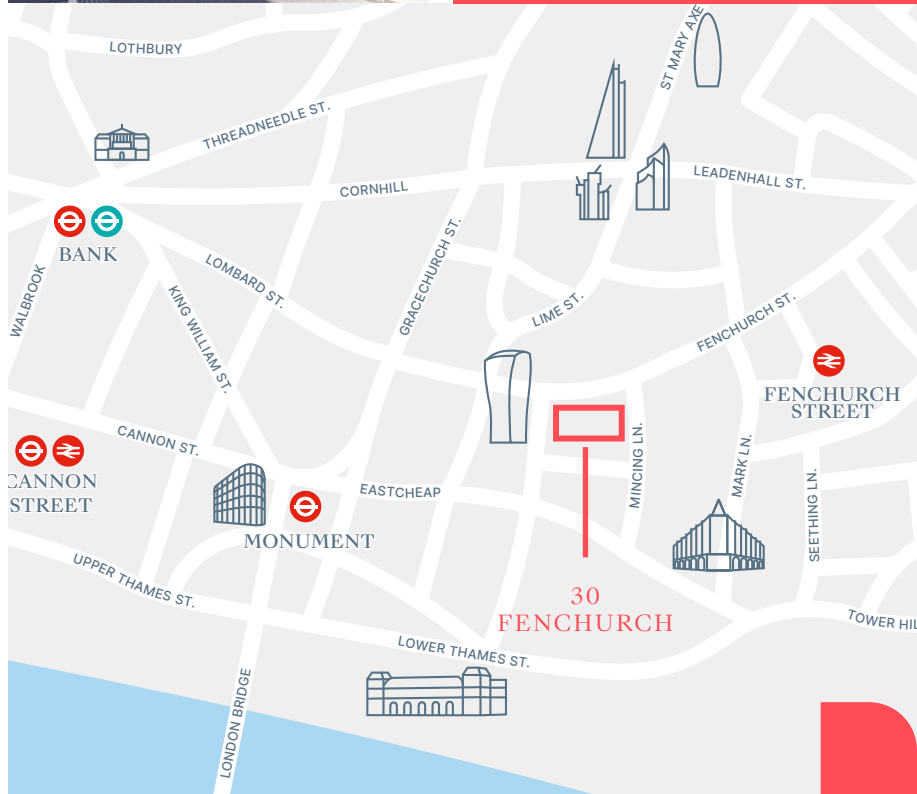 LOTHBURY
ST MARY AXE
THREADNEEDLE ST.
CORNHILL
LEADENHALL ST.
BANK
WALBROOK
LOMBARD ST.
KING WILLIAM ST.
GRACECHURCH ST.
LIME ST.
FENCHURCH ST.
FENCHURCH
STREET
CANNON ST.
CANNON
STREET
EASTCHEAP
MINCING LN.
MARK LN.
SEETHING LN.
MONUMENT
UPPER THAMES ST.
30
FENCHURCH
LOWER THAMES ST.
TOWER HIL
LONDON BRIDGE